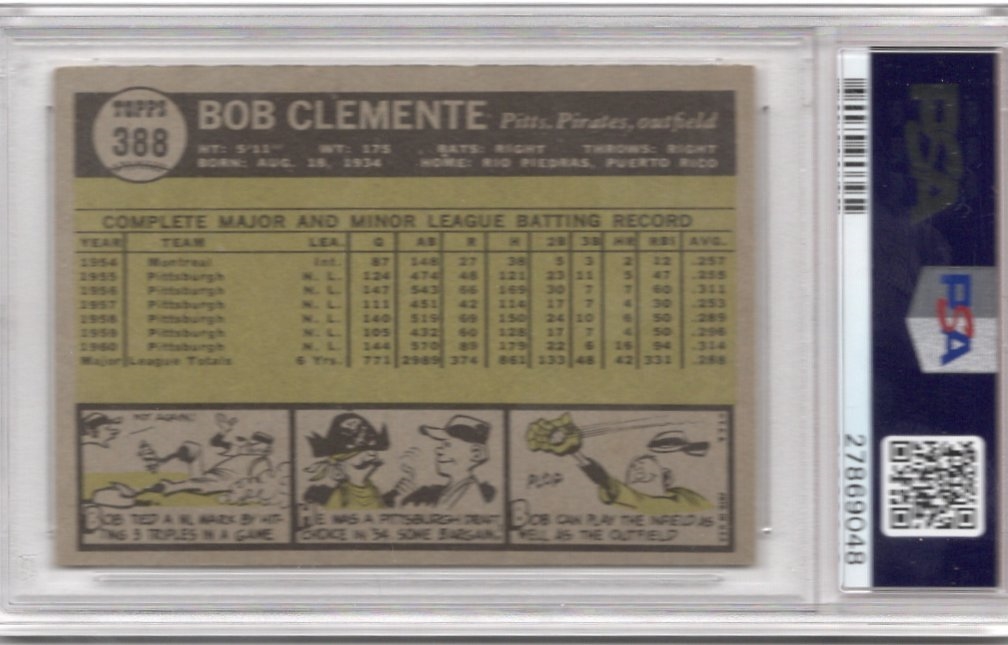 TOPPS
388
BOB CLEMENTE Pitts. Pirates, outfield
HT: 5'11" WT: 175 BATS: RIGHT THROWS: RIGHT
BORN: AUG. 18, 1934 HOME: RIO PIEDRAS, PUERTO RICO
COMPLETE MAJOR AND MINOR LEAGUE BATTING RECORD
YEAR TEAM LEA. G AB R H 2B 3B HR RBI AVG.
1954 Montreal Int. 87 148 27 38 5 3 2 12 .257
1955 Pittsburgh N. L. 124 474 48 121 23 11 5 47 .255
1956 Pittsburgh N. L. 147 543 66 169 30 7 7 60 .311
1957 Pittsburgh N. L. 111 451 42 114 17 7 4 30 .253
1958 Pittsburgh N. L. 140 519 69 150 24 10 6 50 .289
1959 Pittsburgh N. L. 105 432 60 128 17 7 4 50 .296
1960 Pittsburgh N. L. 144 570 89 179 22 6 16 94 .314
Major League Totals 6 Yrs. 771 2989 374 861 133 48 42 331 .288
HIT AGAIN!
BOB TIED A NL MARK BY HIT-
TING 3 TRIPLES IN A GAME.
HE WAS A PITTSBURGH DRAFT
CHOICE IN '54. SOME BARGAIN.
PLOP
BOB CAN PLAY THE INFIELD AS
WELL AS THE OUTFIELD
PSA
PSA
27869048